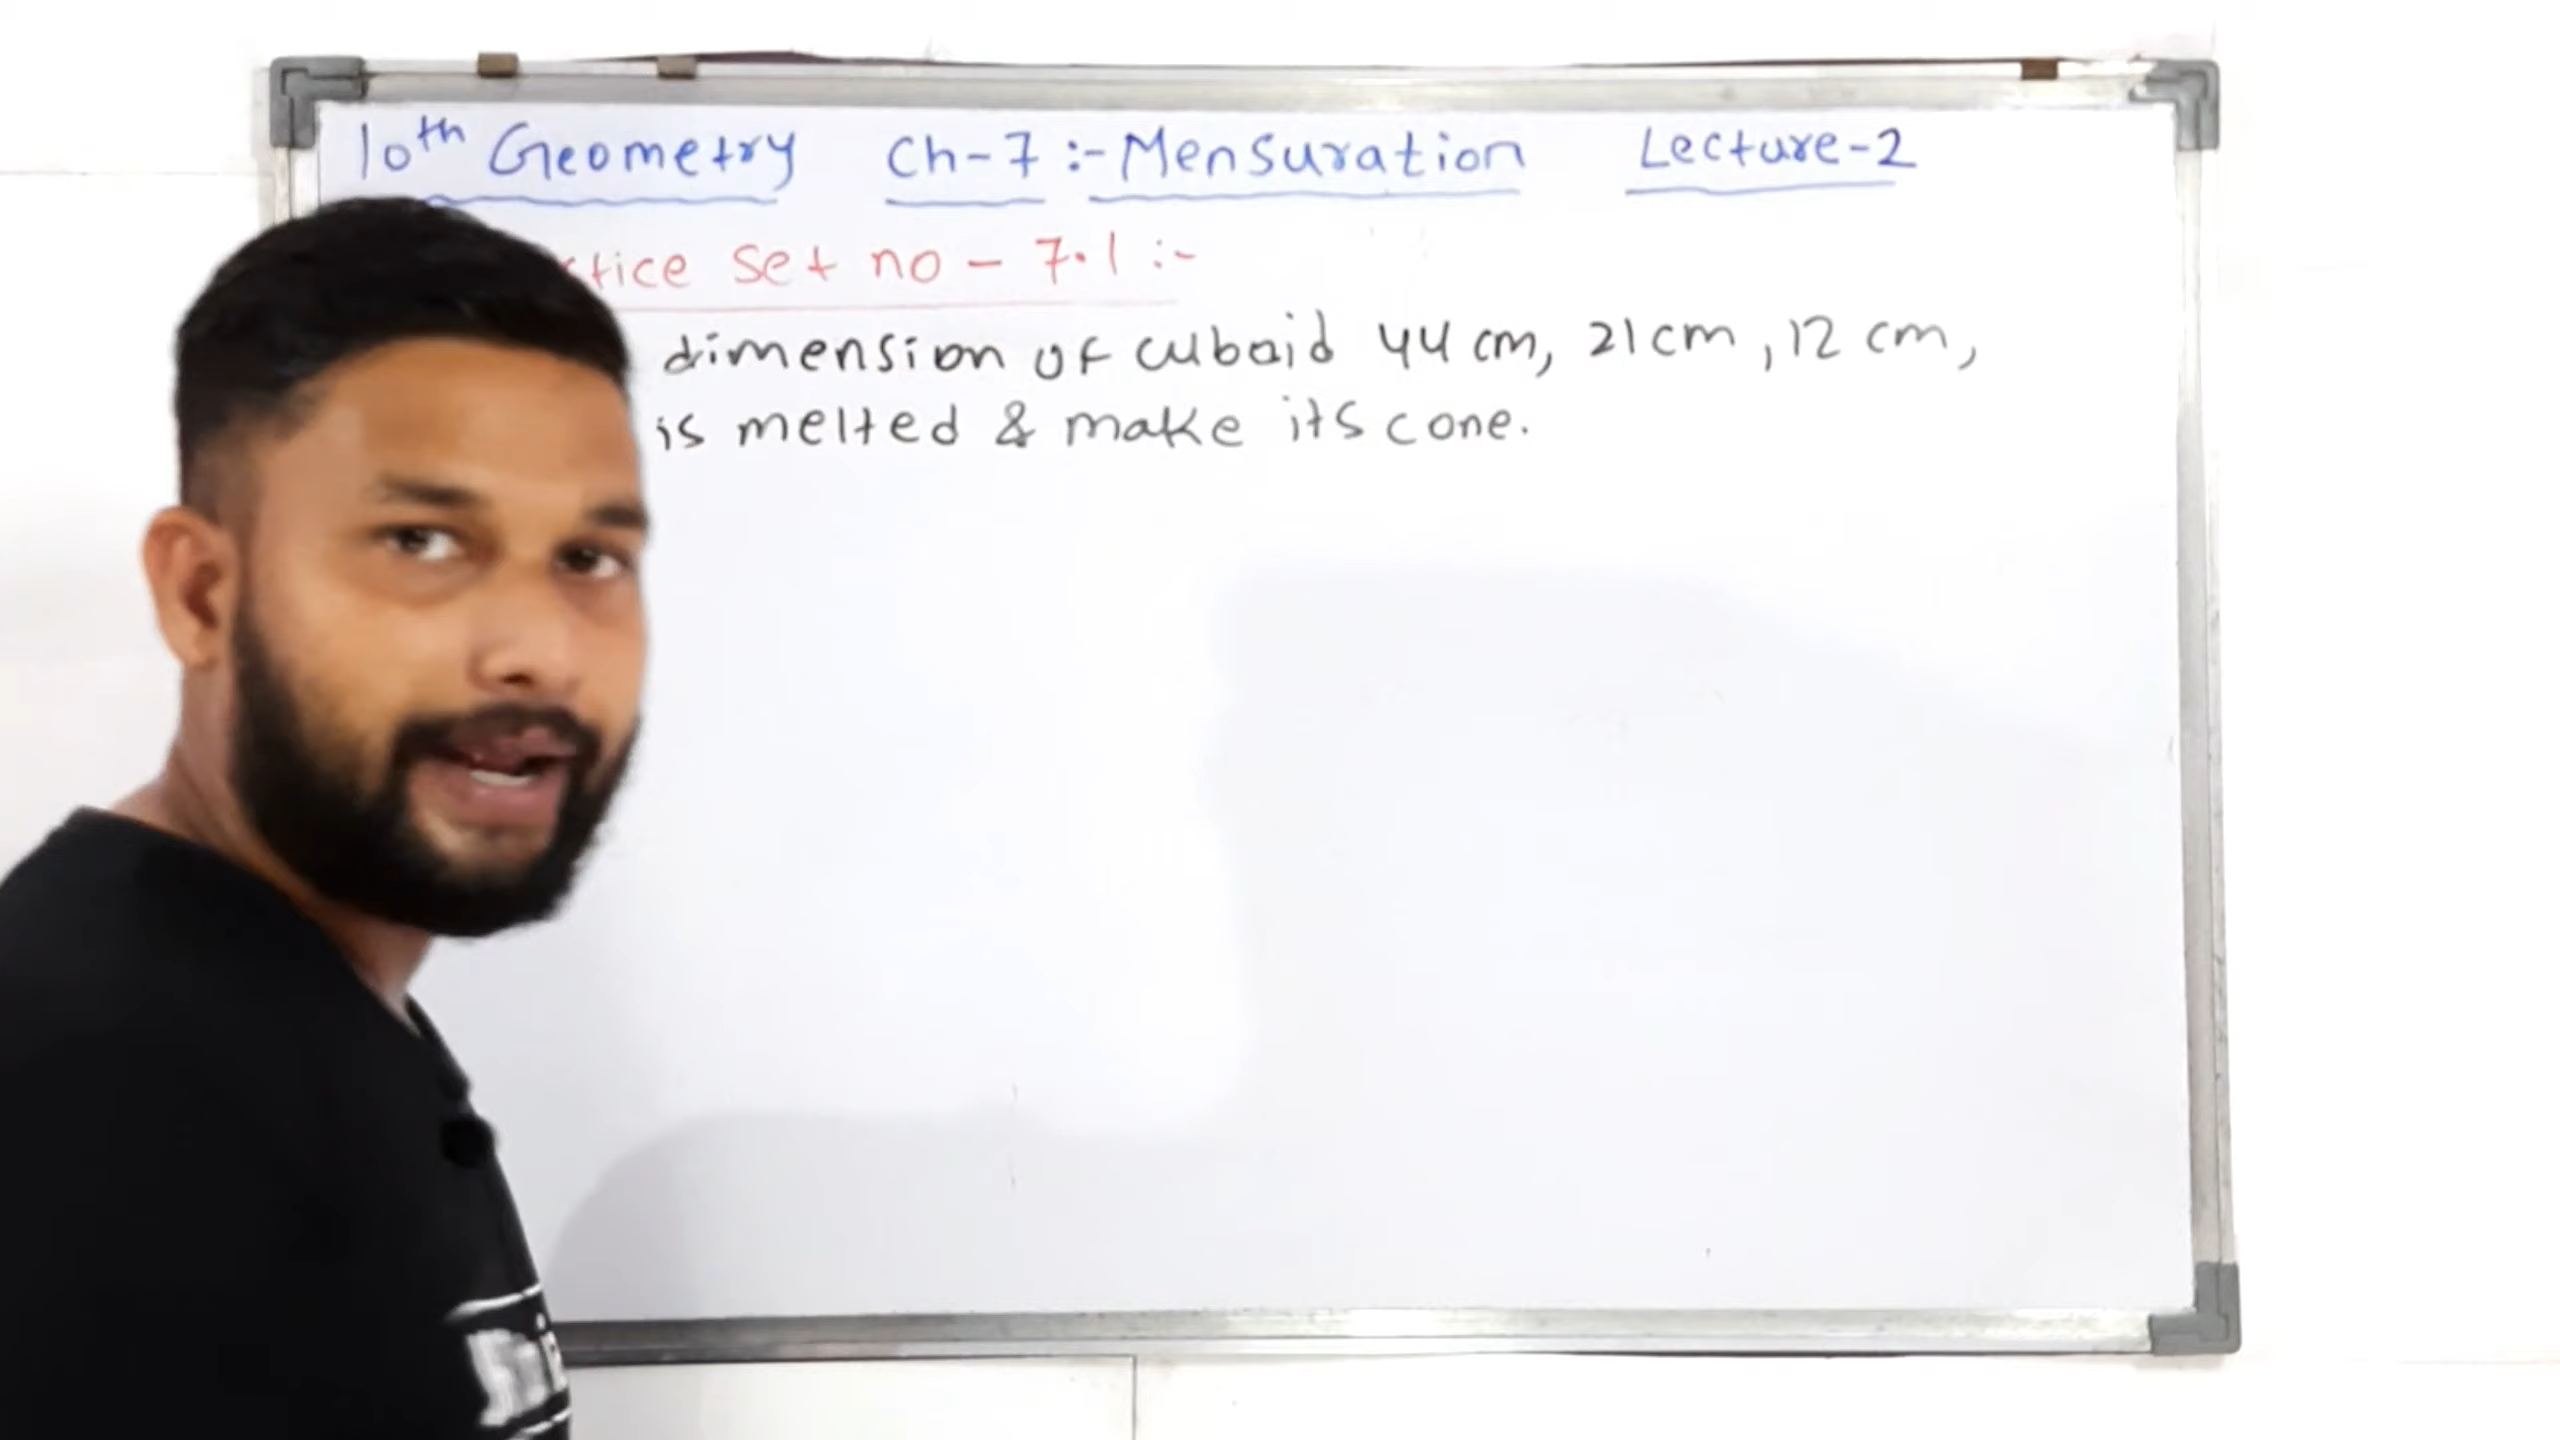 10th Geometry Ch-7 :- Mensuration Lecture-2
set no - 7.1 :-
dimension of cuboid 44 cm, 21 cm, 12 cm,
is melted & make its cone.